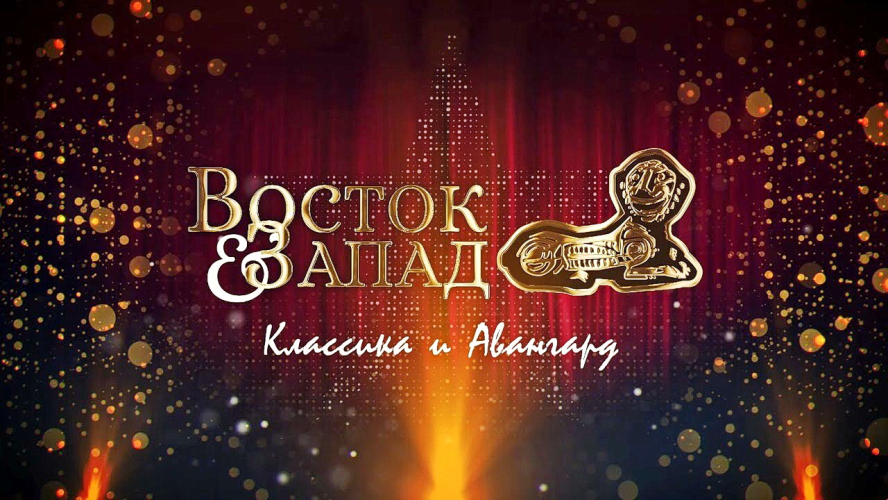 Восток
& Запад
Классика и Авангард